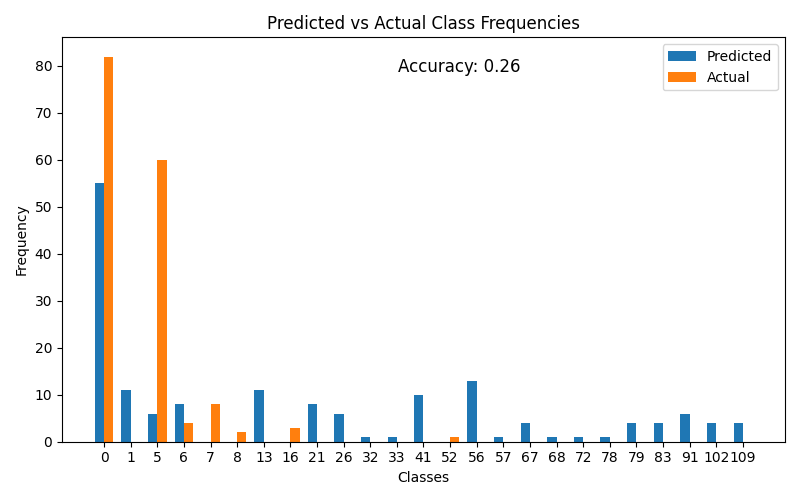 Predicted vs Actual Class Frequencies
Accuracy: 0.26
Predicted
Actual
Frequency
80
70
60
50
40
30
20
10
0
0 1 5 6 7 8 13 16 21 26 32 33 41 52 56 57 67 68 72 78 79 83 91 102 109
Classes